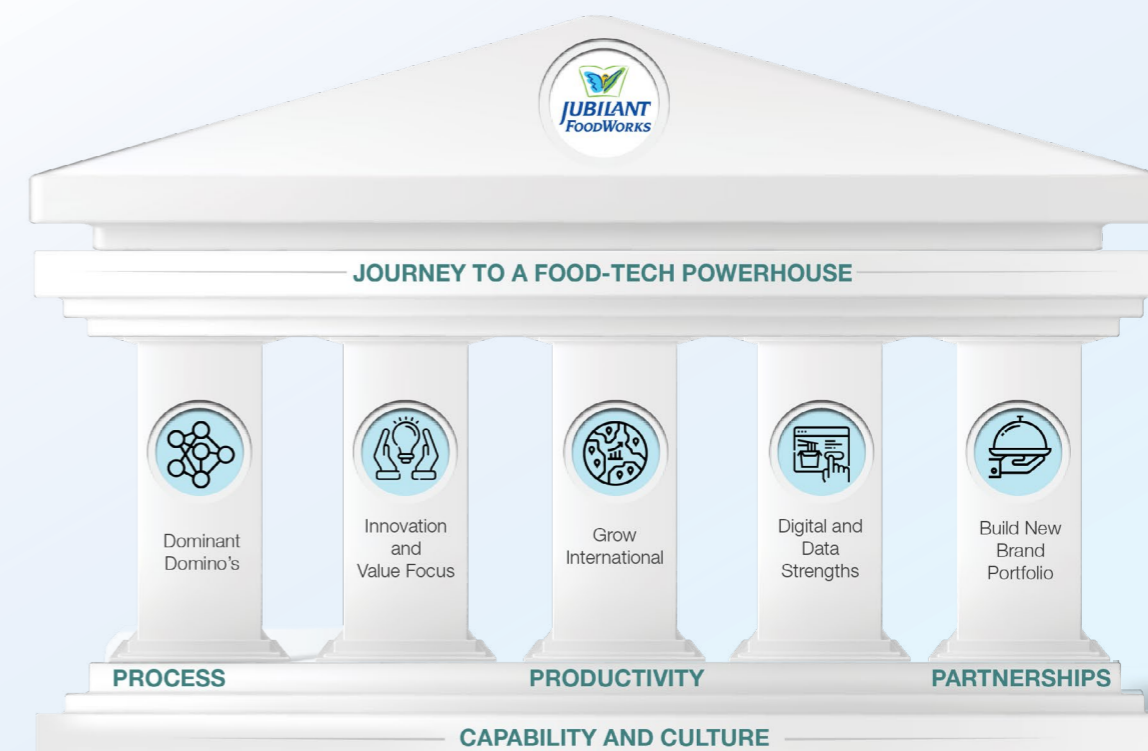 JUBILANT
FOODWORKS
JOURNEY TO A FOOD-TECH POWERHOUSE
Dominant
Domino's
Innovation
and
Value Focus
Grow
International
Digital and
Data
Strengths
Build New
Brand
Portfolio
PROCESS
PRODUCTIVITY
PARTNERSHIPS
CAPABILITY AND CULTURE